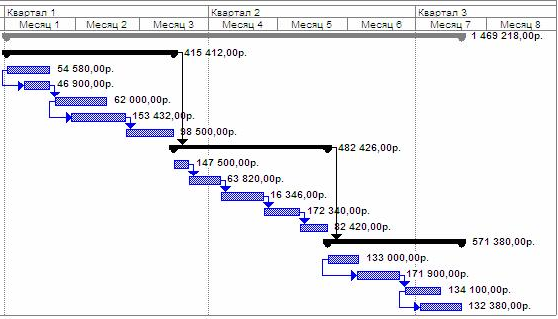 Квартал 1 Квартал 2 Квартал 3
Месяц 1 Месяц 2 Месяц 3 Месяц 4 Месяц 5 Месяц 6 Месяц 7 Месяц 8
1 469 218,00р.
415 412,00р.
54 580,00р.
46 900,00р.
62 000,00р.
153 432,00р.
98 500,00р.
482 426,00р.
147 500,00р.
63 820,00р.
16 346,00р.
172 340,00р.
82 420,00р.
571 380,00р.
133 000,00р.
171 900,00р.
134 100,00р.
132 380,00р.